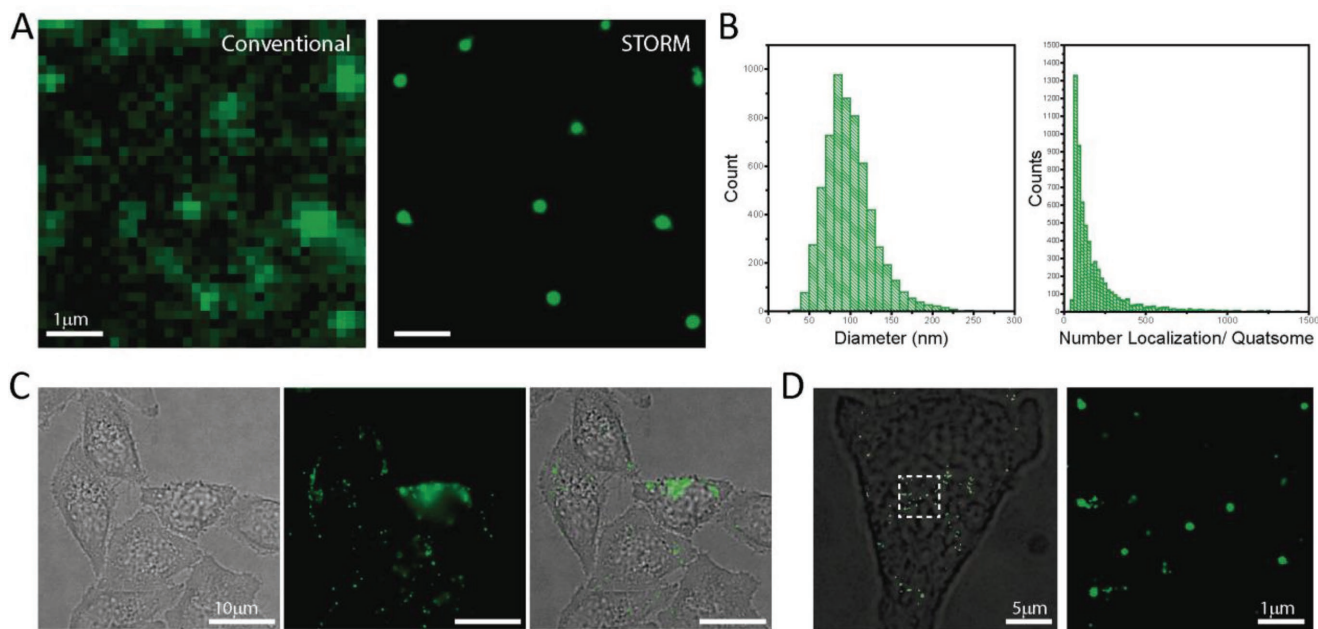 A
Conventional
1μm
STORM
B
Count
1000
800
600
400
200
0
0
50
100
150
200
250
300
Diameter (nm)
Counts
1500
1400
1300
1200
1100
1000
900
800
700
600
500
400
300
200
100
0
0
500
1000
1500
Number Localization/ Quatsome
C
10μm
D
5μm
1μm